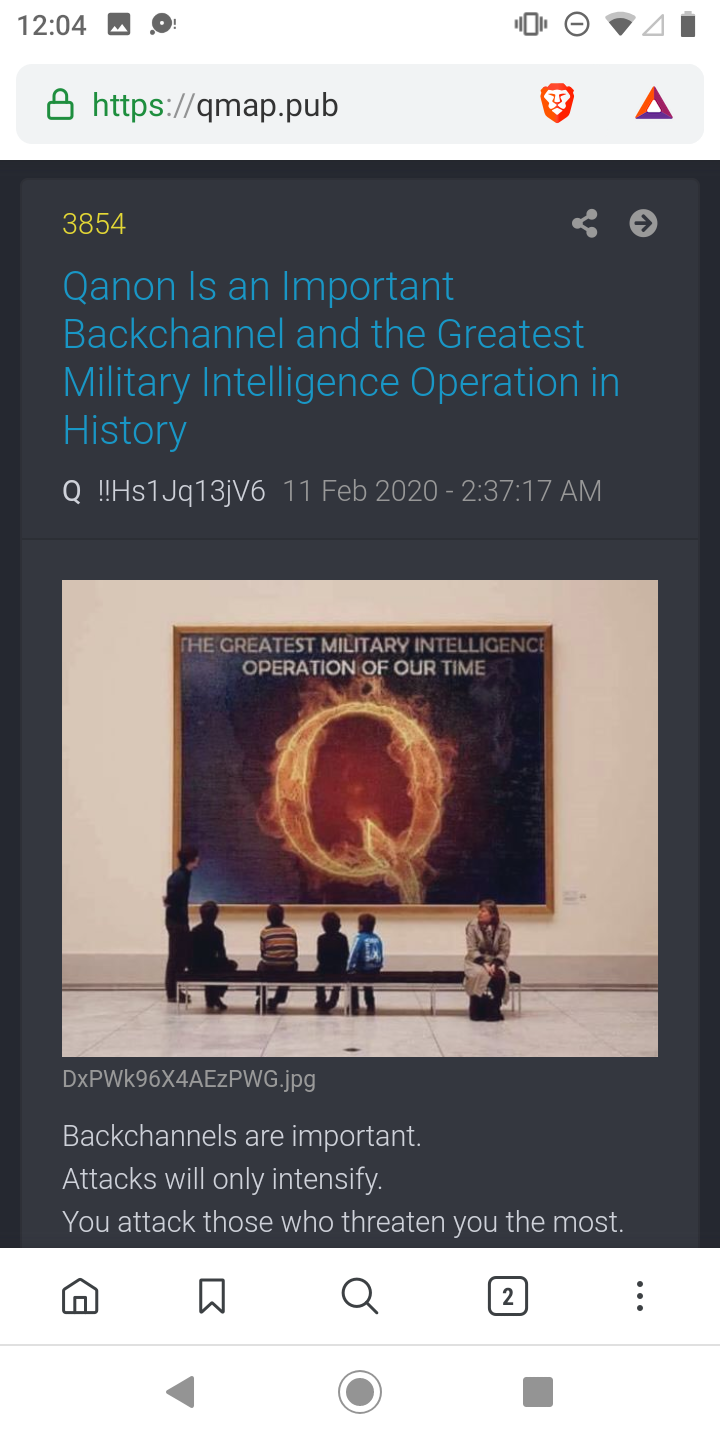 12:04
https://qmap.pub
3854
Qanon Is an Important
Backchannel and the Greatest
Military Intelligence Operation in
History
Q !!Hs1Jq13jV6 11 Feb 2020 - 2:37:17 AM
THE GREATEST MILITARY INTELLIGENCE
OPERATION OF OUR TIME
Q
DxPWk96X4AEzPWG.jpg
Backchannels are important.
Attacks will only intensify.
You attack those who threaten you the most.
2